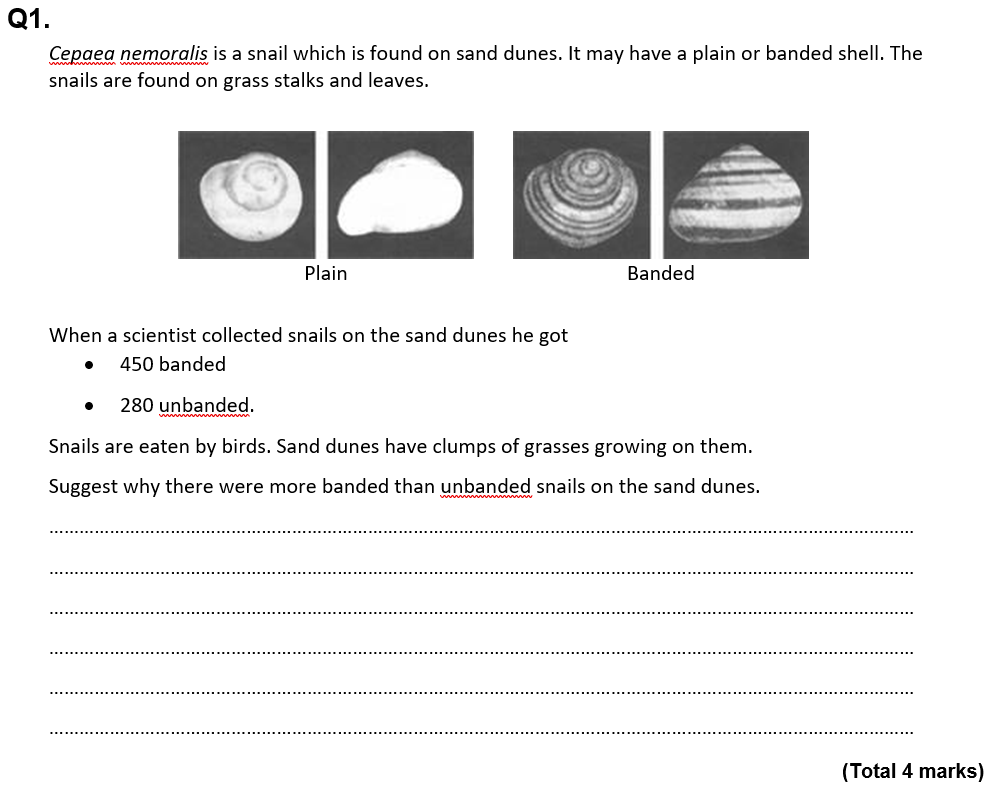 Q1.
Cepaea nemoralis is a snail which is found on sand dunes. It may have a plain or banded shell. The
snails are found on grass stalks and leaves.
Plain
Banded
When a scientist collected snails on the sand dunes he got
• 450 banded
• 280 unbanded.
Snails are eaten by birds. Sand dunes have clumps of grasses growing on them.
Suggest why there were more banded than unbanded snails on the sand dunes.
(Total 4 marks)